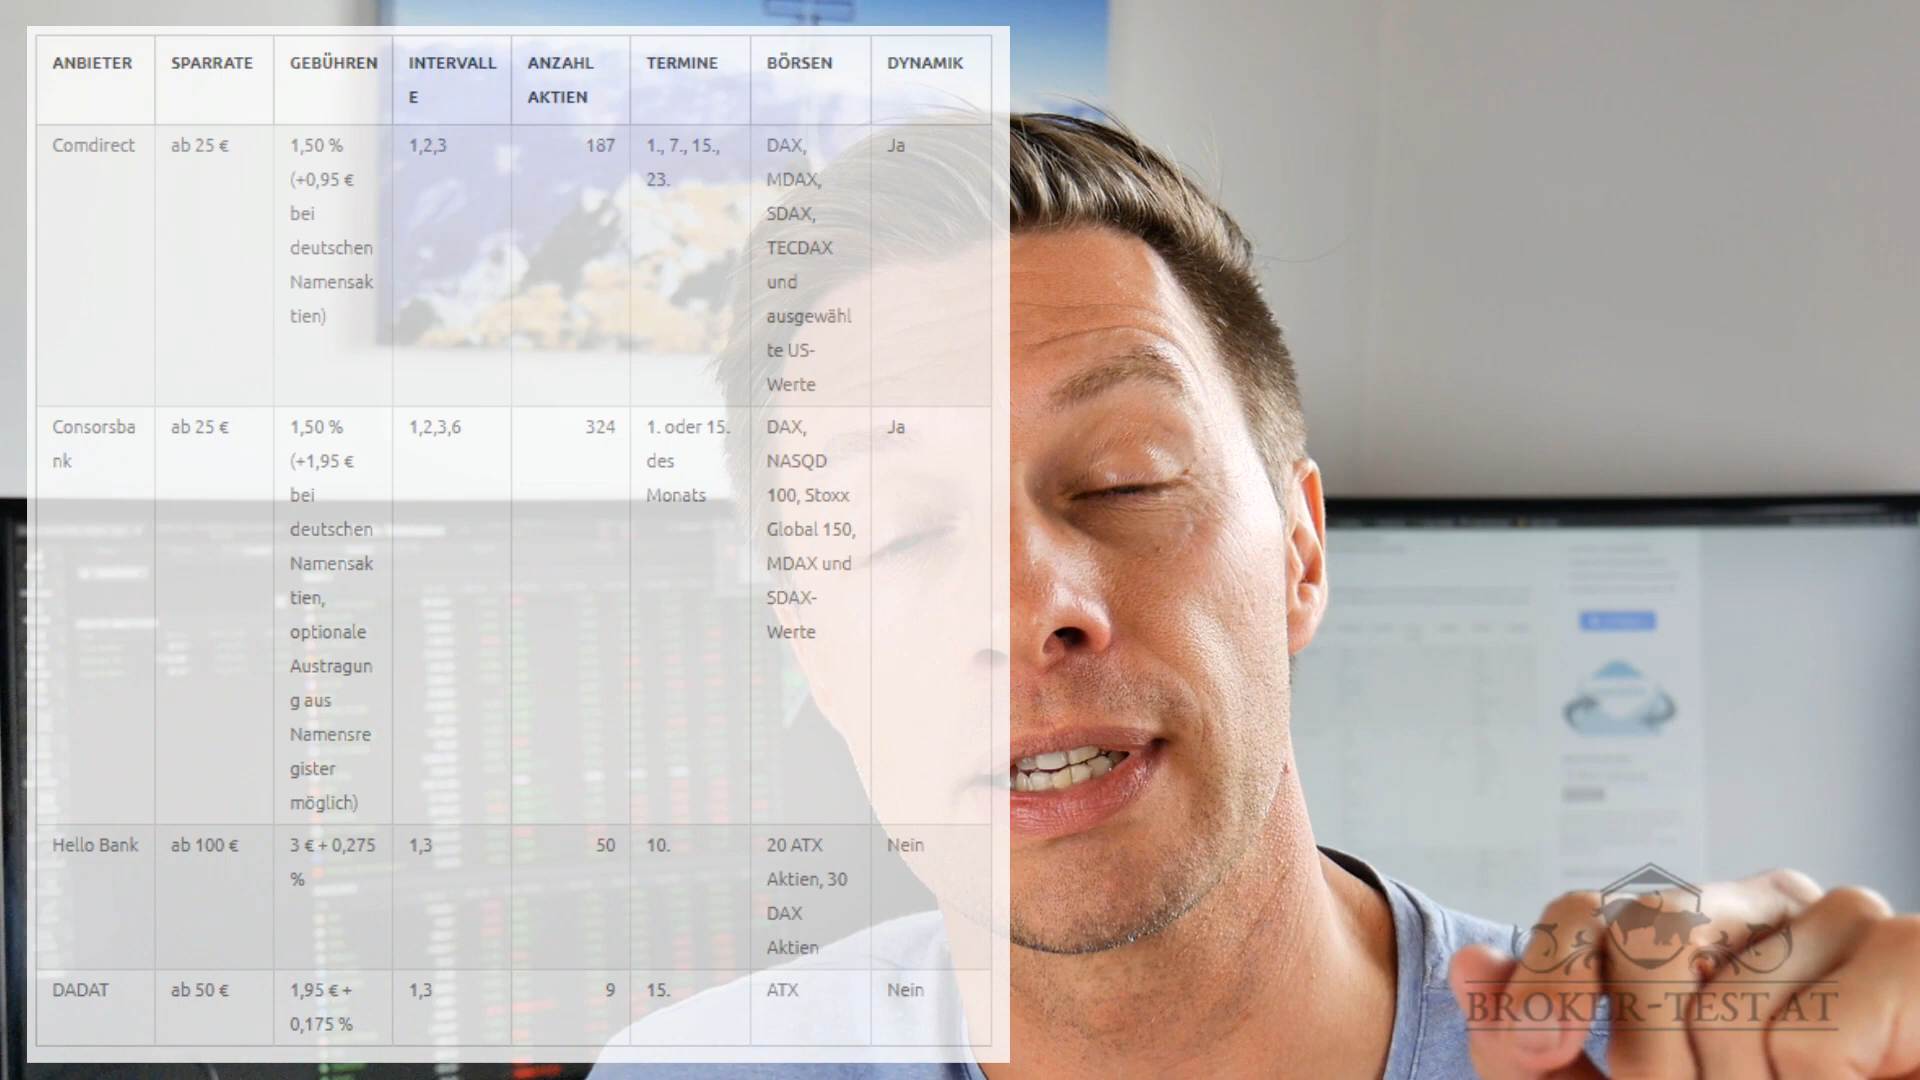 ANBIETER SPARRATE GEBÜHREN INTERVALL ANZAHL TERMINE BÖRSEN DYNAMIK
E AKTIEN
Comdirect ab 25 € 1,50 % 1,2,3 187 1., 7., 15., DAX, Ja
(+0,95 € 23. MDAX,
bei SDAX,
deutschen TECDAX
Namensak und
tien) ausgewähl
te US-
Werte
Consorsba ab 25 € 1,50 % 1,2,3,6 324 1. oder 15. DAX, Ja
nk (+1,95 € des NASQD
bei Monats 100, Stoxx
deutschen Global 150,
Namensak MDAX und
tien, SDAX-
optionale Werte
Austragun
g aus
Namensre
gister
möglich)
Hello Bank ab 100 € 3 € + 0,275 1,3 50 10. 20 ATX Nein
% Aktien, 30
DAX
Aktien
DADAT ab 50 € 1,95 € + 1,3 9 15. ATX Nein
0,175 %
BROKER-TEST.AT